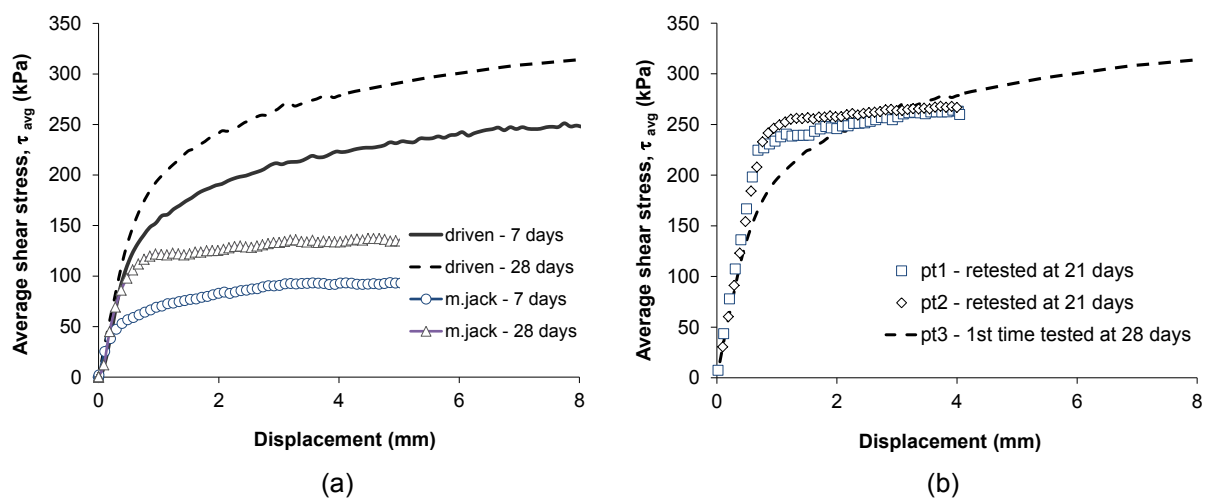 350
300
250
200
150
100
50
0
Average shear stress, τ avg (kPa)
driven - 7 days
driven - 28 days
m.jack - 7 days
m.jack - 28 days
0 2 4 6 8
Displacement (mm)
(a)
350
300
250
200
150
100
50
0
Average shear stress, τ avg (kPa)
pt1 - retested at 21 days
pt2 - retested at 21 days
pt3 - 1st time tested at 28 days
0 2 4 6 8
Displacement (mm)
(b)